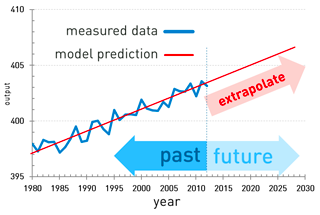 410
measured data
model prediction
405
extrapolate
output
400
past future
395
1980 1985 1990 1995 2000 2005 2010 2015 2020 2025 2030
year